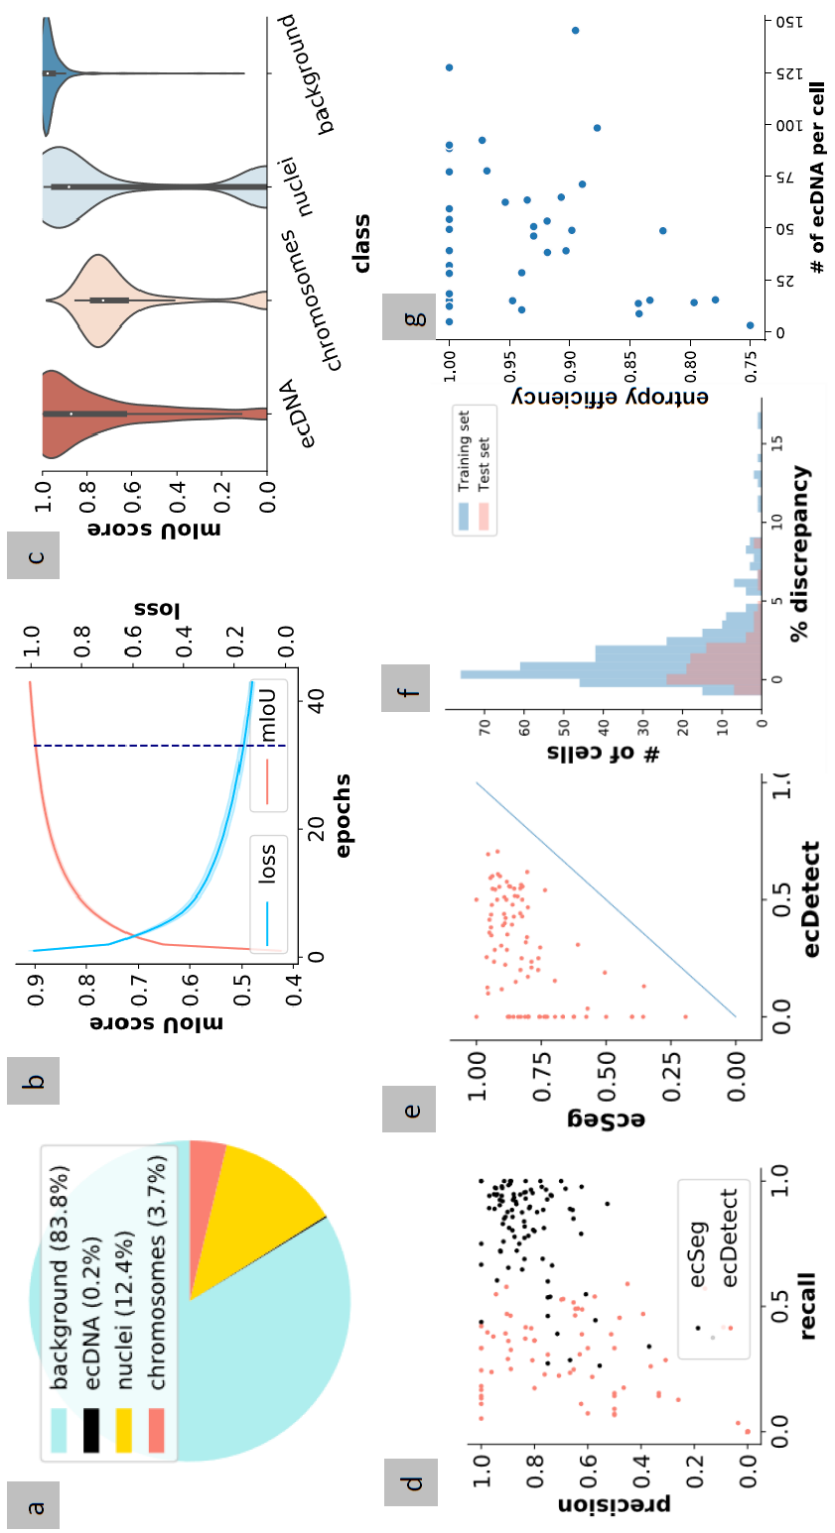 a
background (83.8%)
ecDNA (0.2%)
nuclei (12.4%)
chromosomes (3.7%)
b
mIoU score
0.9
0.8
0.7
0.6
0.5
0.4
loss
1.0
0.8
0.6
0.4
0.2
0.0
loss
mIoU
0
20
40
epochs
c
mIoU score
1.0
0.8
0.6
0.4
0.2
0.0
ecDNA
chromosomes
nuclei
background
class
d
precision
1.0
0.8
0.6
0.4
0.2
0.0
ecSeg
ecDetect
0.0
0.5
1.0
recall
e
ecSeg
1.00
0.75
0.50
0.25
0.00
0.0
0.5
ecDetect
f
# of cells
70
60
50
40
30
20
10
0
Training set
Test set
0
5
10
15
% discrepancy
g
entropy efficiency
1.00
0.95
0.90
0.85
0.80
0.75
0
25
50
75
100
125
150
# of ecDNA per cell